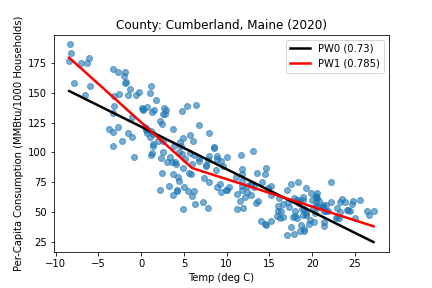 County: Cumberland, Maine (2020)
Per-Capita Consumption (MMBtu/1000 Households)
175
150
125
100
75
50
25
PW0 (0.73)
PW1 (0.785)
−10 −5 0 5 10 15 20 25
Temp (deg C)